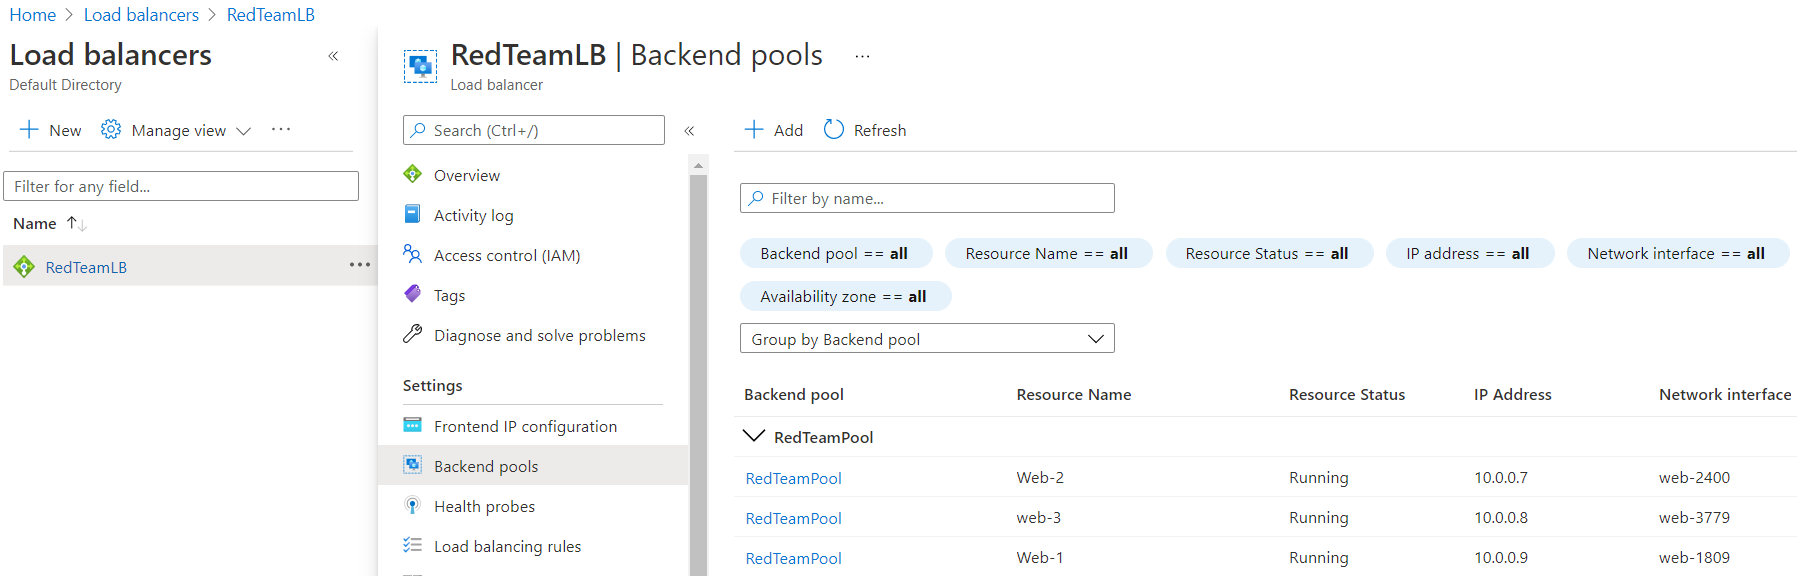 Home > Load balancers > RedTeamLB
Load balancers
Default Directory
New Manage view ...
Filter for any field...
Name
RedTeamLB ...
RedTeamLB | Backend pools ...
Load balancer
Search (Ctrl+/)
Overview
Activity log
Access control (IAM)
Tags
Diagnose and solve problems
Settings
Frontend IP configuration
Backend pools
Health probes
Load balancing rules
Add Refresh
Filter by name...
Backend pool == all Resource Name == all Resource Status == all IP address == all Network interface == all
Availability zone == all
Group by Backend pool
Backend pool Resource Name Resource Status IP Address Network interface
RedTeamPool
RedTeamPool Web-2 Running 10.0.0.7 web-2400
RedTeamPool web-3 Running 10.0.0.8 web-3779
RedTeamPool Web-1 Running 10.0.0.9 web-1809